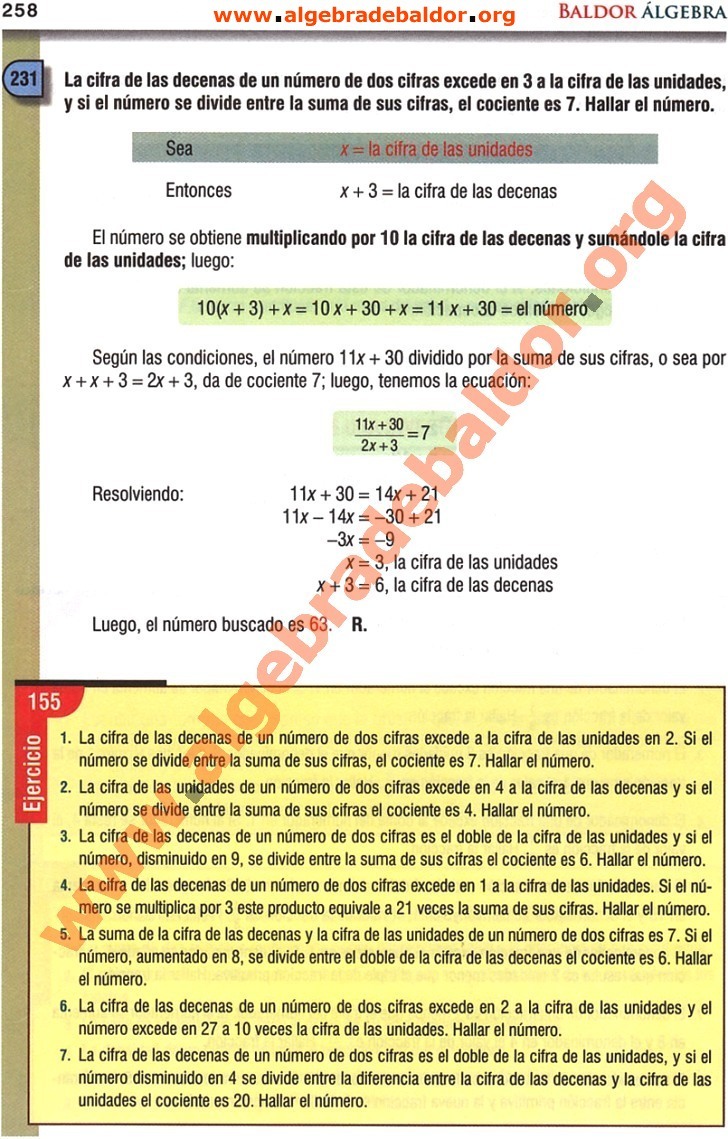 258
www.algebradebaldor.org
BALDOR ÁLGEBRA
231
La cifra de las decenas de un número de dos cifras excede en 3 a la cifra de las unidades,
y si el número se divide entre la suma de sus cifras, el cociente es 7. Hallar el número.
Sea x = la cifra de las unidades
Entonces x + 3 = la cifra de las decenas
El número se obtiene multiplicando por 10 la cifra de las decenas y sumándole la cifra
de las unidades; luego:
10(x + 3) + x = 10 x + 30 + x = 11 x + 30 = el número
Según las condiciones, el número 11x + 30 dividido por la suma de sus cifras, o sea por
x + x + 3 = 2x + 3, da de cociente 7; luego, tenemos la ecuación:
11x + 30
2x + 3
= 7
Resolviendo: 11x + 30 = 14x + 21
11x – 14x = –30 + 21
–3x = –9
x = 3, la cifra de las unidades
x + 3 = 6, la cifra de las decenas
Luego, el número buscado es 63. R.
155
Ejercicio
1. La cifra de las decenas de un número de dos cifras excede a la cifra de las unidades en 2. Si el
número se divide entre la suma de sus cifras, el cociente es 7. Hallar el número.
2. La cifra de las unidades de un número de dos cifras excede en 4 a la cifra de las decenas y si el
número se divide entre la suma de sus cifras el cociente es 4. Hallar el número.
3. La cifra de las decenas de un número de dos cifras es el doble de la cifra de las unidades y si el
número, disminuido en 9, se divide entre la suma de sus cifras el cociente es 6. Hallar el número.
4. La cifra de las decenas de un número de dos cifras excede en 1 a la cifra de las unidades. Si el nú-
mero se multiplica por 3 este producto equivale a 21 veces la suma de sus cifras. Hallar el número.
5. La suma de la cifra de las decenas y la cifra de las unidades de un número de dos cifras es 7. Si el
número, aumentado en 8, se divide entre el doble de la cifra de las decenas el cociente es 6. Hallar
el número.
6. La cifra de las decenas de un número de dos cifras excede en 2 a la cifra de las unidades y el
número excede en 27 a 10 veces la cifra de las unidades. Hallar el número.
7. La cifra de las decenas de un número de dos cifras es el doble de la cifra de las unidades, y si el
número disminuido en 4 se divide entre la diferencia entre la cifra de las decenas y la cifra de las
unidades el cociente es 20. Hallar el número.
www.algebradebaldor.org